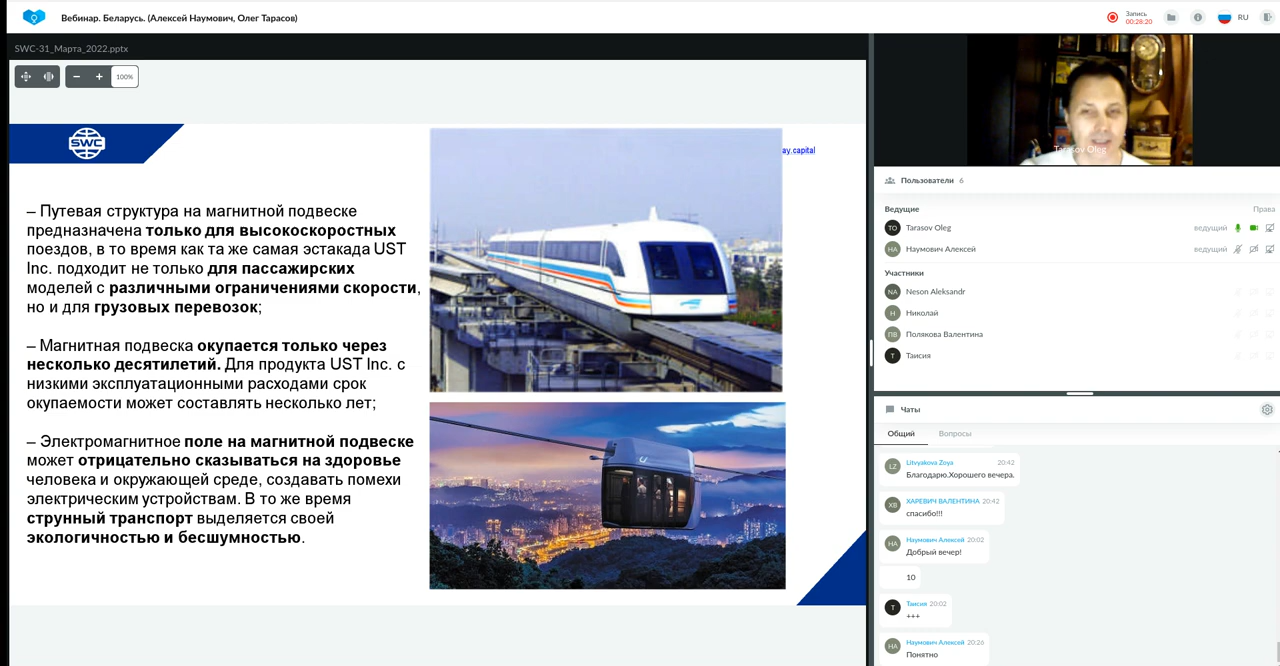 Вебинар. Беларусь. (Алексей Наумович, Олег Тарасов)
Запись
00:28:20
RU
SWC-31_Марта_2022.pptx
100%
SWC
ay.capital
– Путевая структура на магнитной подвеске
предназначена только для высокоскоростных
поездов, в то время как та же самая эстакада UST
Inc. подходит не только для пассажирских
моделей с различными ограничениями скорости,
но и для грузовых перевозок;
– Магнитная подвеска окупается только через
несколько десятилетий. Для продукта UST Inc. с
низкими эксплуатационными расходами срок
окупаемости может составлять несколько лет;
– Электромагнитное поле на магнитной подвеске
может отрицательно сказываться на здоровье
человека и окружающей среде, создавать помехи
электрическим устройствам. В то же время
струнный транспорт выделяется своей
экологичностью и бесшумностью.
Tarasov Oleg
Пользователи 6
Ведущие Права
TO Tarasov Oleg ведущий
НА Наумович Алексей ведущий
Участники
NA Neson Aleksandr
Н Николай
ПВ Полякова Валентина
Т Таисия
Чаты
Общий Вопросы
LZ Litvyakova Zoya 20:42
Благодарю.Хорошего вечера.
ХВ ХАРЕВИЧ ВАЛЕНТИНА 20:42
спасибо!!!
НА Наумович Алексей 20:02
Добрый вечер!
10
Т Таисия 20:02
+++
НА Наумович Алексей 20:26
Понятно